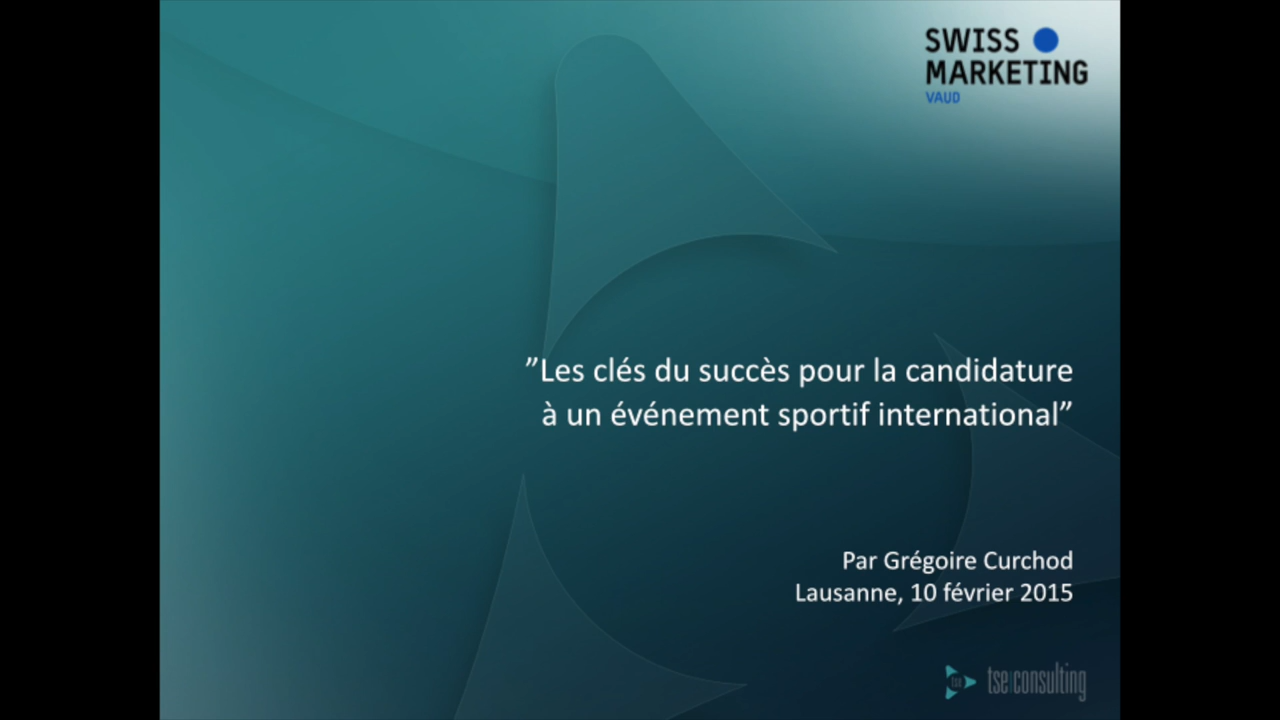 SWISS
MARKETING
VAUD
”Les clés du succès pour la candidature
à un événement sportif international”
Par Grégoire Curchod
Lausanne, 10 février 2015
tse tse consulting